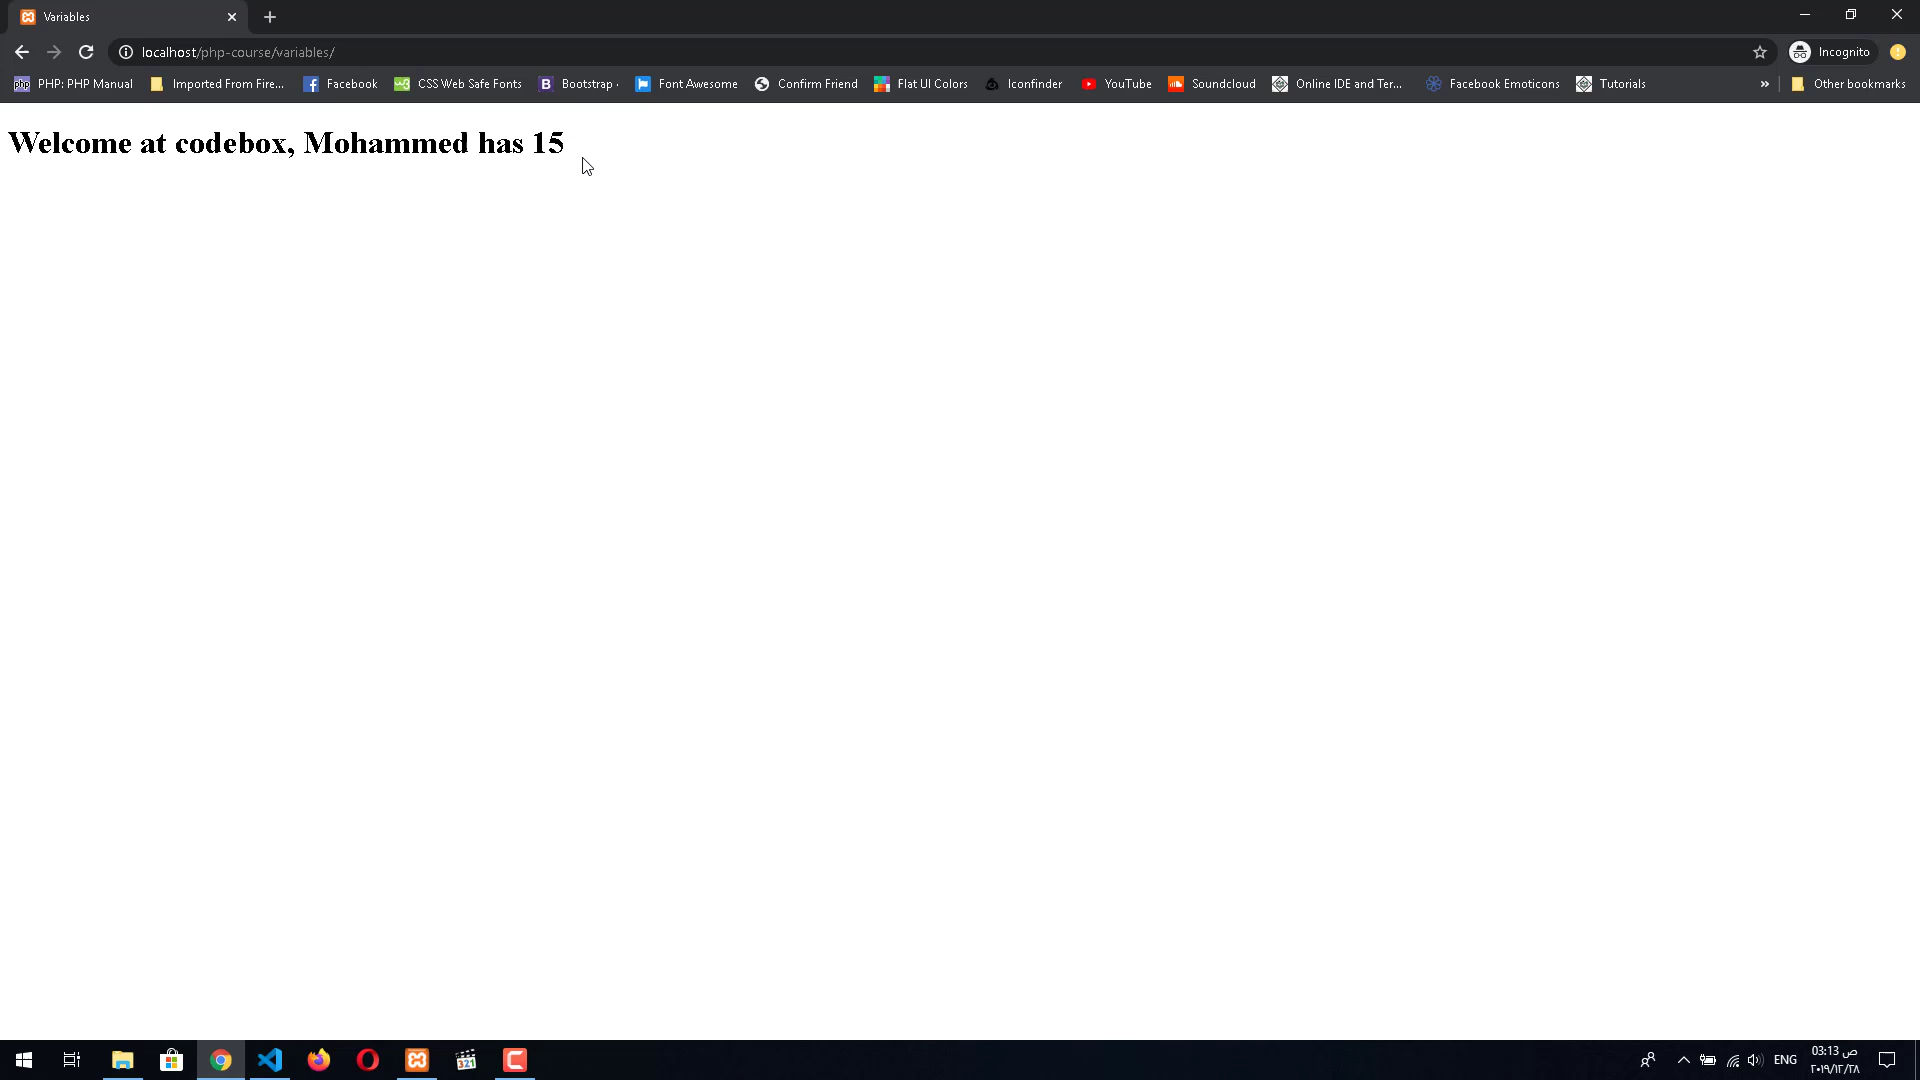 Variables
localhost/php-course/variables/
Incognito
PHP: PHP Manual
Imported From Fire...
Facebook
CSS Web Safe Fonts
Bootstrap ·
Font Awesome
Confirm Friend
Flat UI Colors
Iconfinder
YouTube
Soundcloud
Online IDE and Ter...
Facebook Emoticons
Tutorials
»
Other bookmarks
Welcome at codebox, Mohammed has 15
321
ENG
03:13 ص
٢٠١٩/١٢/٢٨